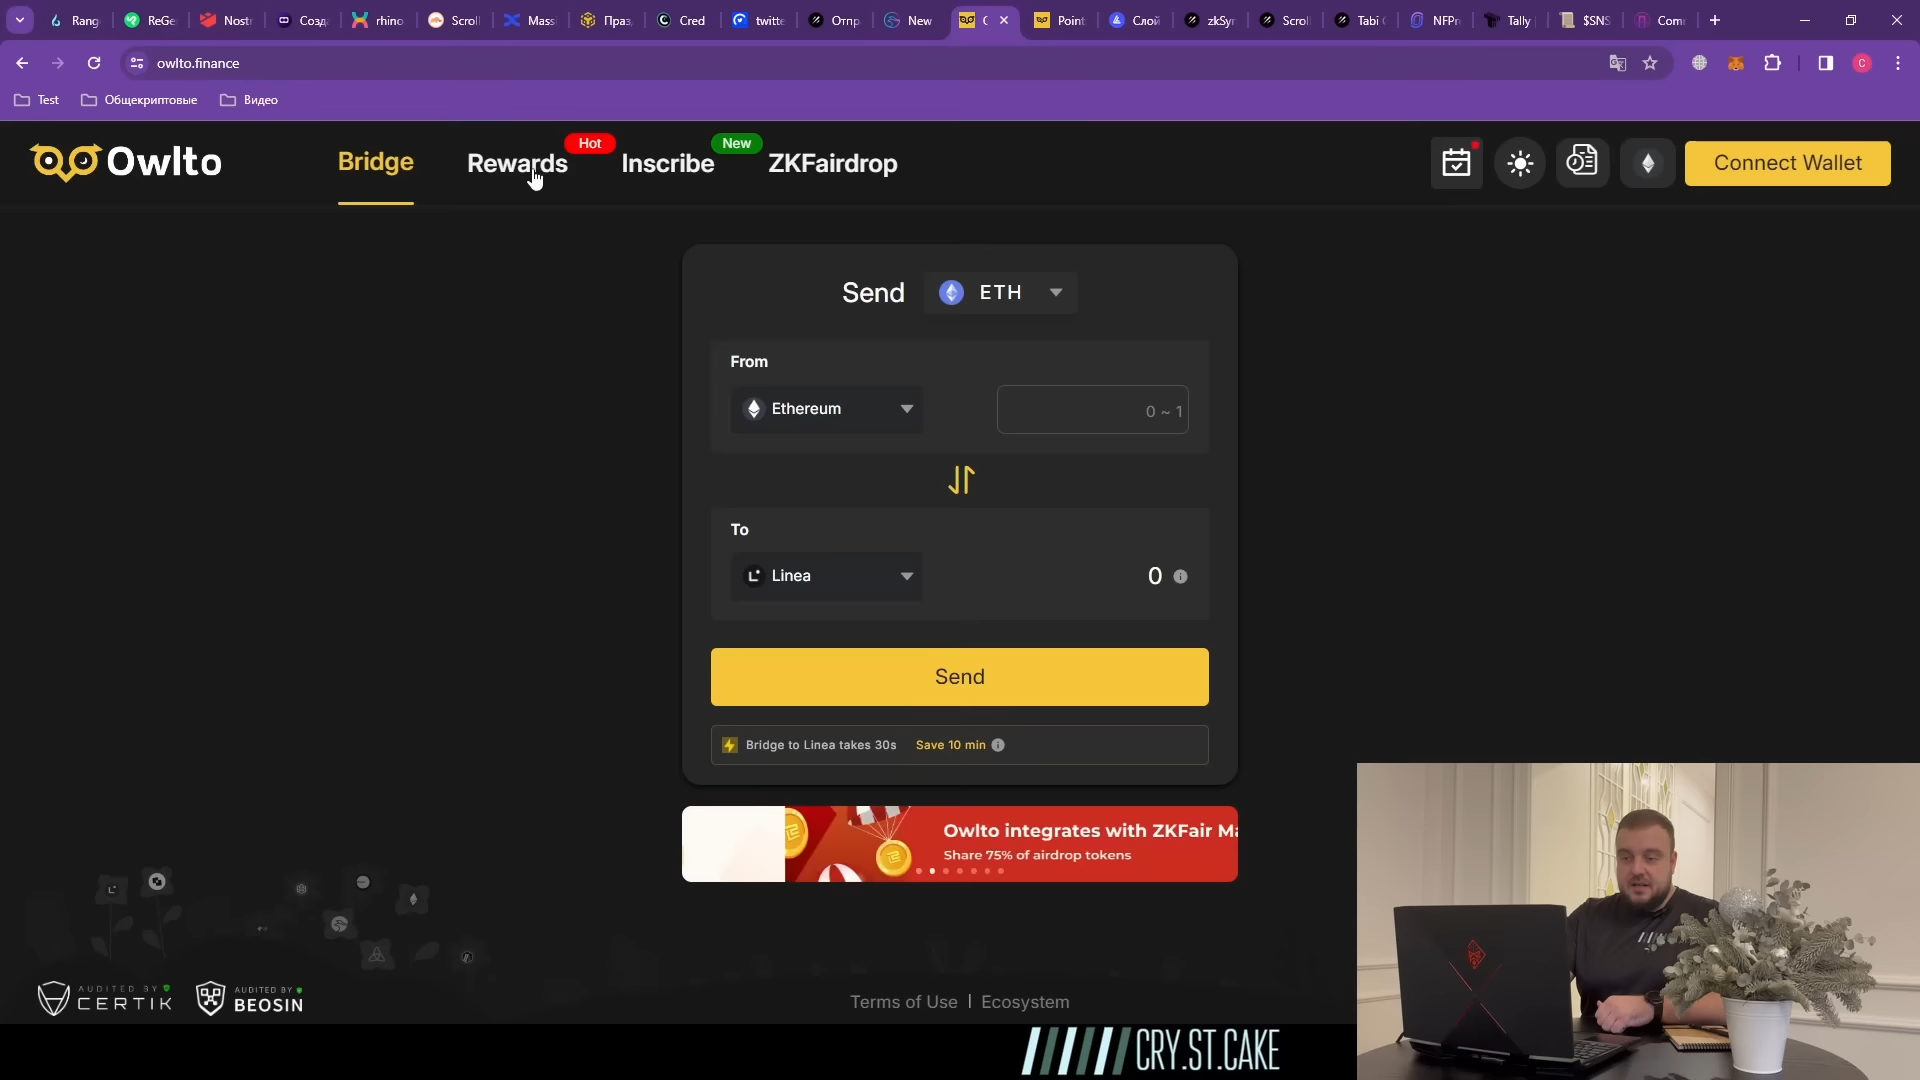 Rang
ReGe
Nostr
Созд
rhino
Scroll
Mass
Праз
Cred
twitte
Отпр
New
Point
Слой
zkSyn
Scroll
Tabi
NFPr
Tally
$SNS
Com
owlto.finance
Test
Общекриптовые
Видео
Owlto
Bridge
Rewards
Hot
Inscribe
New
ZKFairdrop
Connect Wallet
Send ETH
From
Ethereum
0 ~ 1
To
Linea
0
Send
Bridge to Linea takes 30s Save 10 min
Owlto integrates with ZKFair Ma
Share 75% of airdrop tokens
AUDITED BY
CERTIK
AUDITED BY
BEOSIN
Terms of Use | Ecosystem
CRY.ST.CAKE